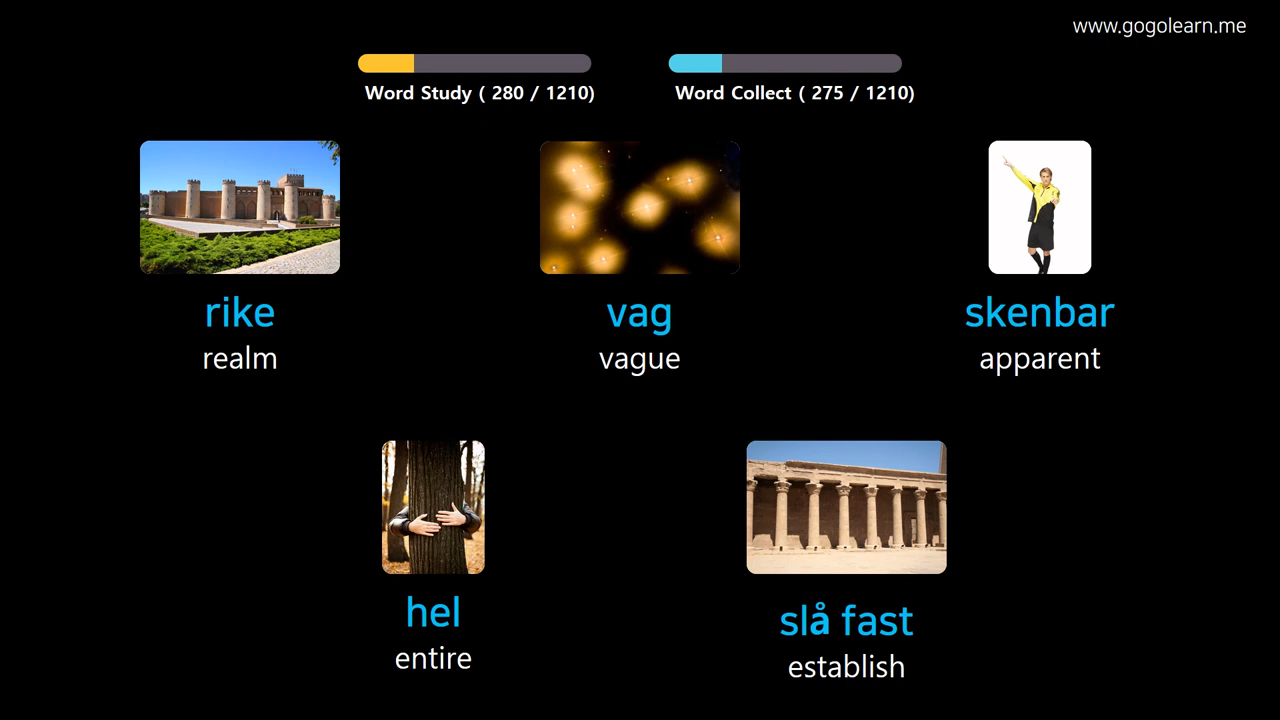 www.gogolearn.me
Word Study ( 280 / 1210)
Word Collect ( 275 / 1210)
rike
realm
vag
vague
skenbar
apparent
hel
entire
slå fast
establish